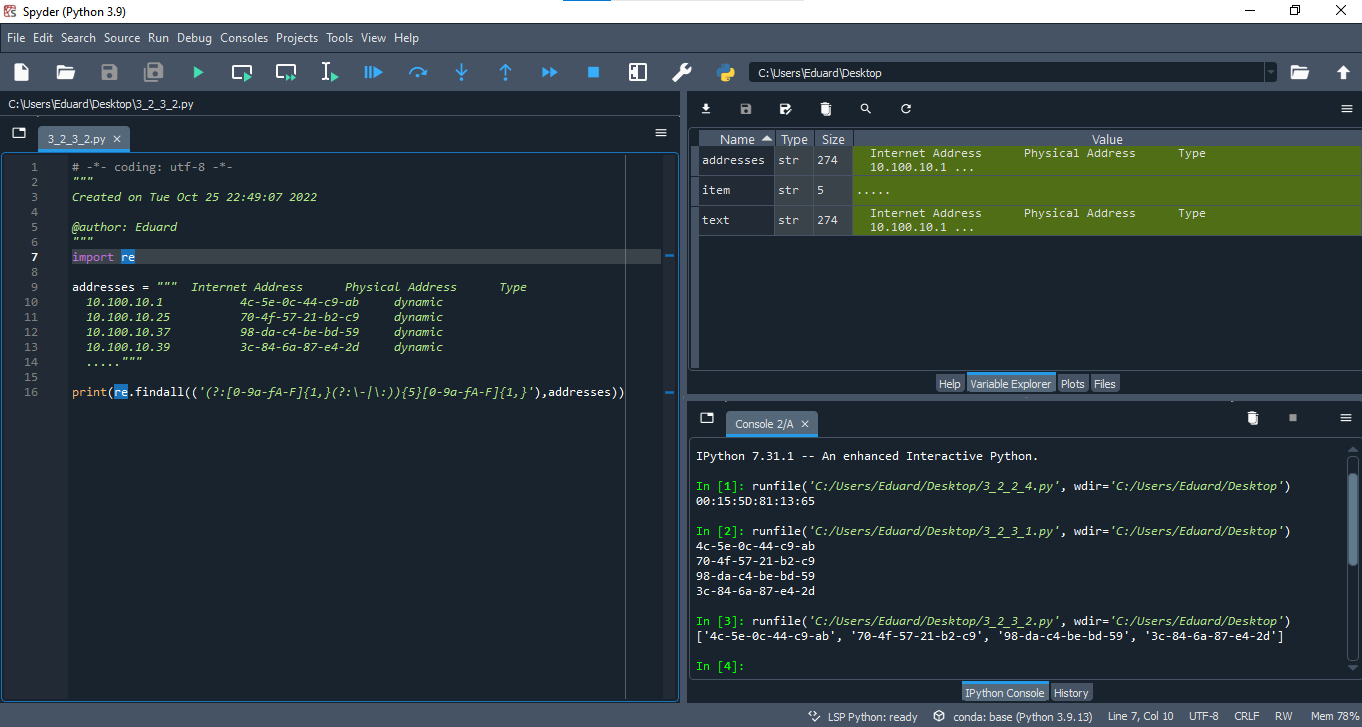 Spyder (Python 3.9)
File Edit Search Source Run Debug Consoles Projects Tools View Help
C:\Users\Eduard\Desktop
C:\Users\Eduard\Desktop\3_2_3_2.py
3_2_3_2.py
1 # -*- coding: utf-8 -*-
2 """
3 Created on Tue Oct 25 22:49:07 2022
4
5 @author: Eduard
6 """
7 import re
8
9 addresses = """  Internet Address      Physical Address      Type
10   10.100.10.1           4c-5e-0c-44-c9-ab     dynamic
11   10.100.10.25          70-4f-57-21-b2-c9     dynamic
12   10.100.10.37          98-da-c4-be-bd-59     dynamic
13   10.100.10.39          3c-84-6a-87-e4-2d     dynamic
14   ....."""
15
16 print(re.findall(('(?:[0-9a-fA-F]{1,}(?:\-|\:)){5}[0-9a-fA-F]{1,}'),addresses))
Name Type Size Value
addresses str 274 Internet Address Physical Address Type
10.100.10.1 ...
item str 5 .....
text str 274 Internet Address Physical Address Type
10.100.10.1 ...
Help Variable Explorer Plots Files
Console 2/A
IPython 7.31.1 -- An enhanced Interactive Python.
In [1]: runfile('C:/Users/Eduard/Desktop/3_2_2_4.py', wdir='C:/Users/Eduard/Desktop')
00:15:5D:81:13:65
In [2]: runfile('C:/Users/Eduard/Desktop/3_2_3_1.py', wdir='C:/Users/Eduard/Desktop')
4c-5e-0c-44-c9-ab
70-4f-57-21-b2-c9
98-da-c4-be-bd-59
3c-84-6a-87-e4-2d
In [3]: runfile('C:/Users/Eduard/Desktop/3_2_3_2.py', wdir='C:/Users/Eduard/Desktop')
['4c-5e-0c-44-c9-ab', '70-4f-57-21-b2-c9', '98-da-c4-be-bd-59', '3c-84-6a-87-e4-2d']
In [4]:
IPython Console History
LSP Python: ready conda: base (Python 3.9.13) Line 7, Col 10 UTF-8 CRLF RW Mem 78%